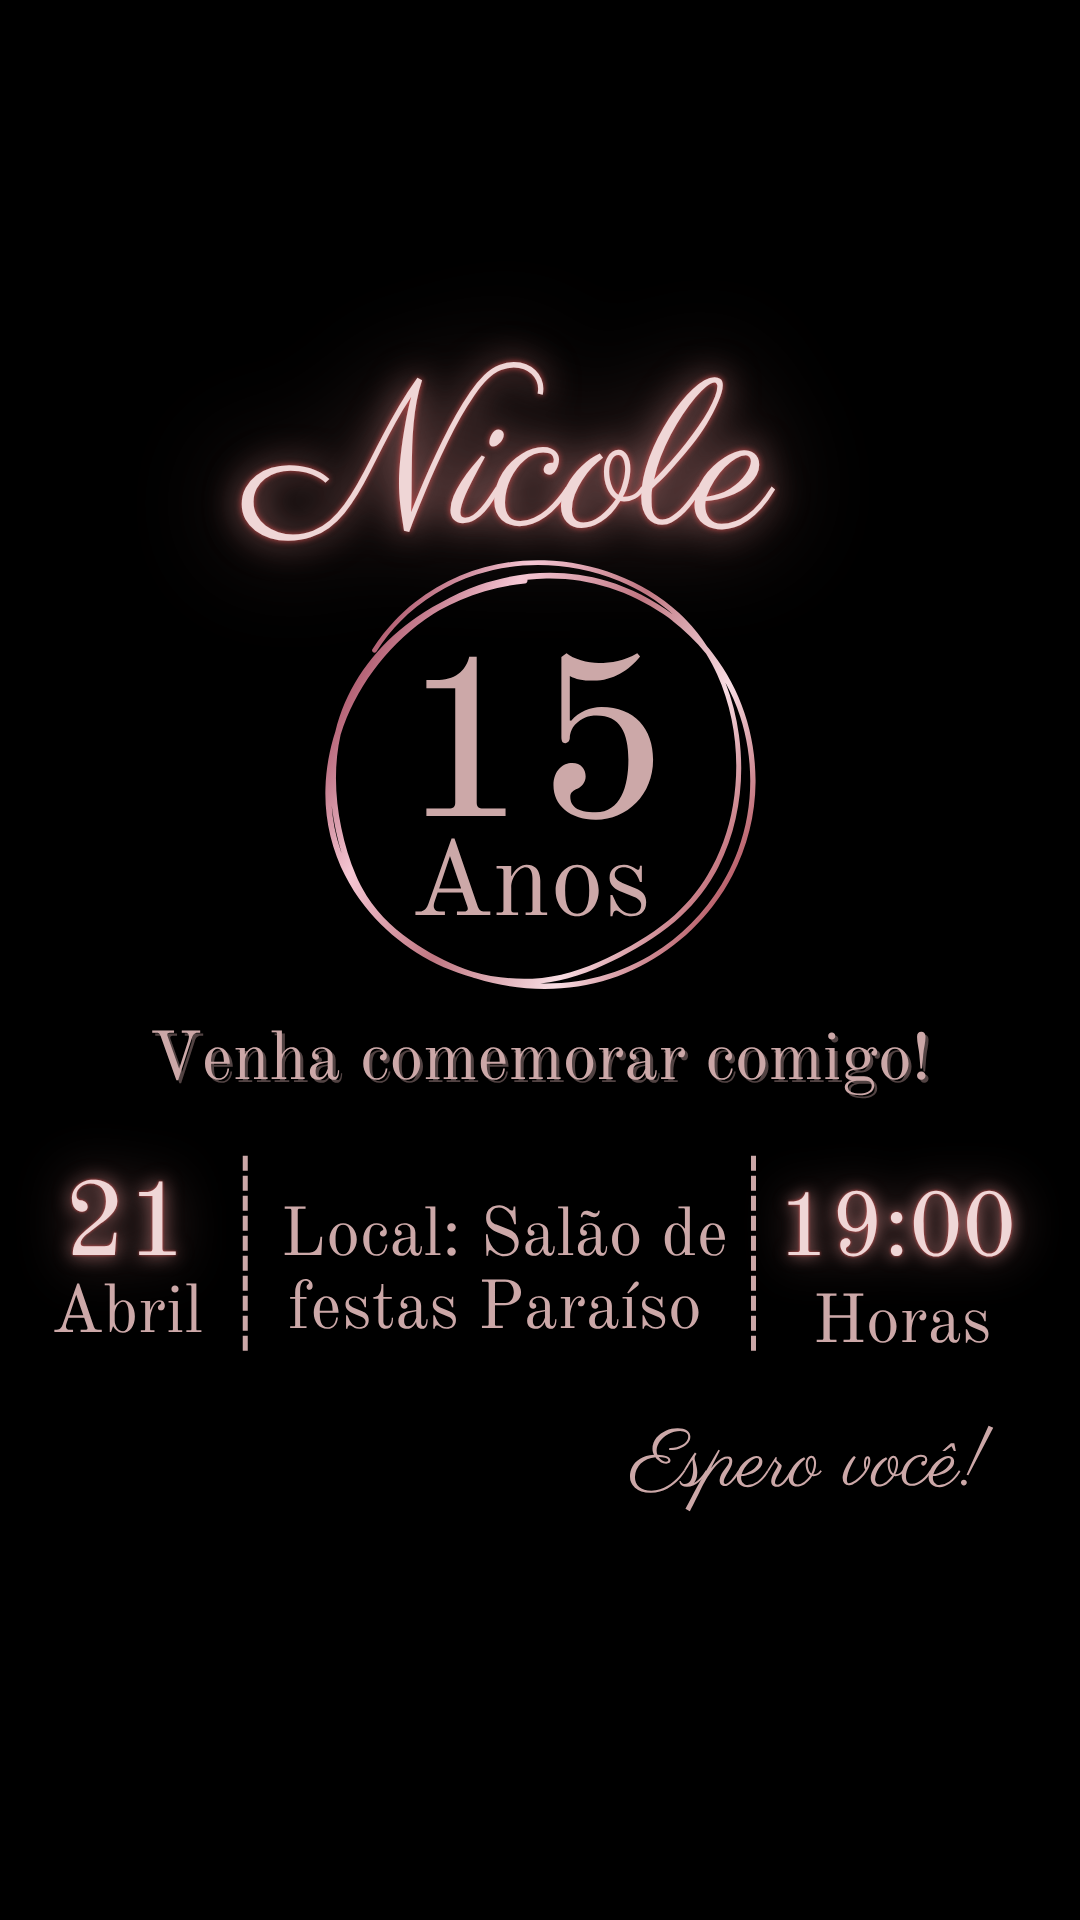 Nicole
15
Anos
Venha comemorar comigo!
21
Abril
Local: Salão de
festas Paraíso
19:00
Horas
Espero você!